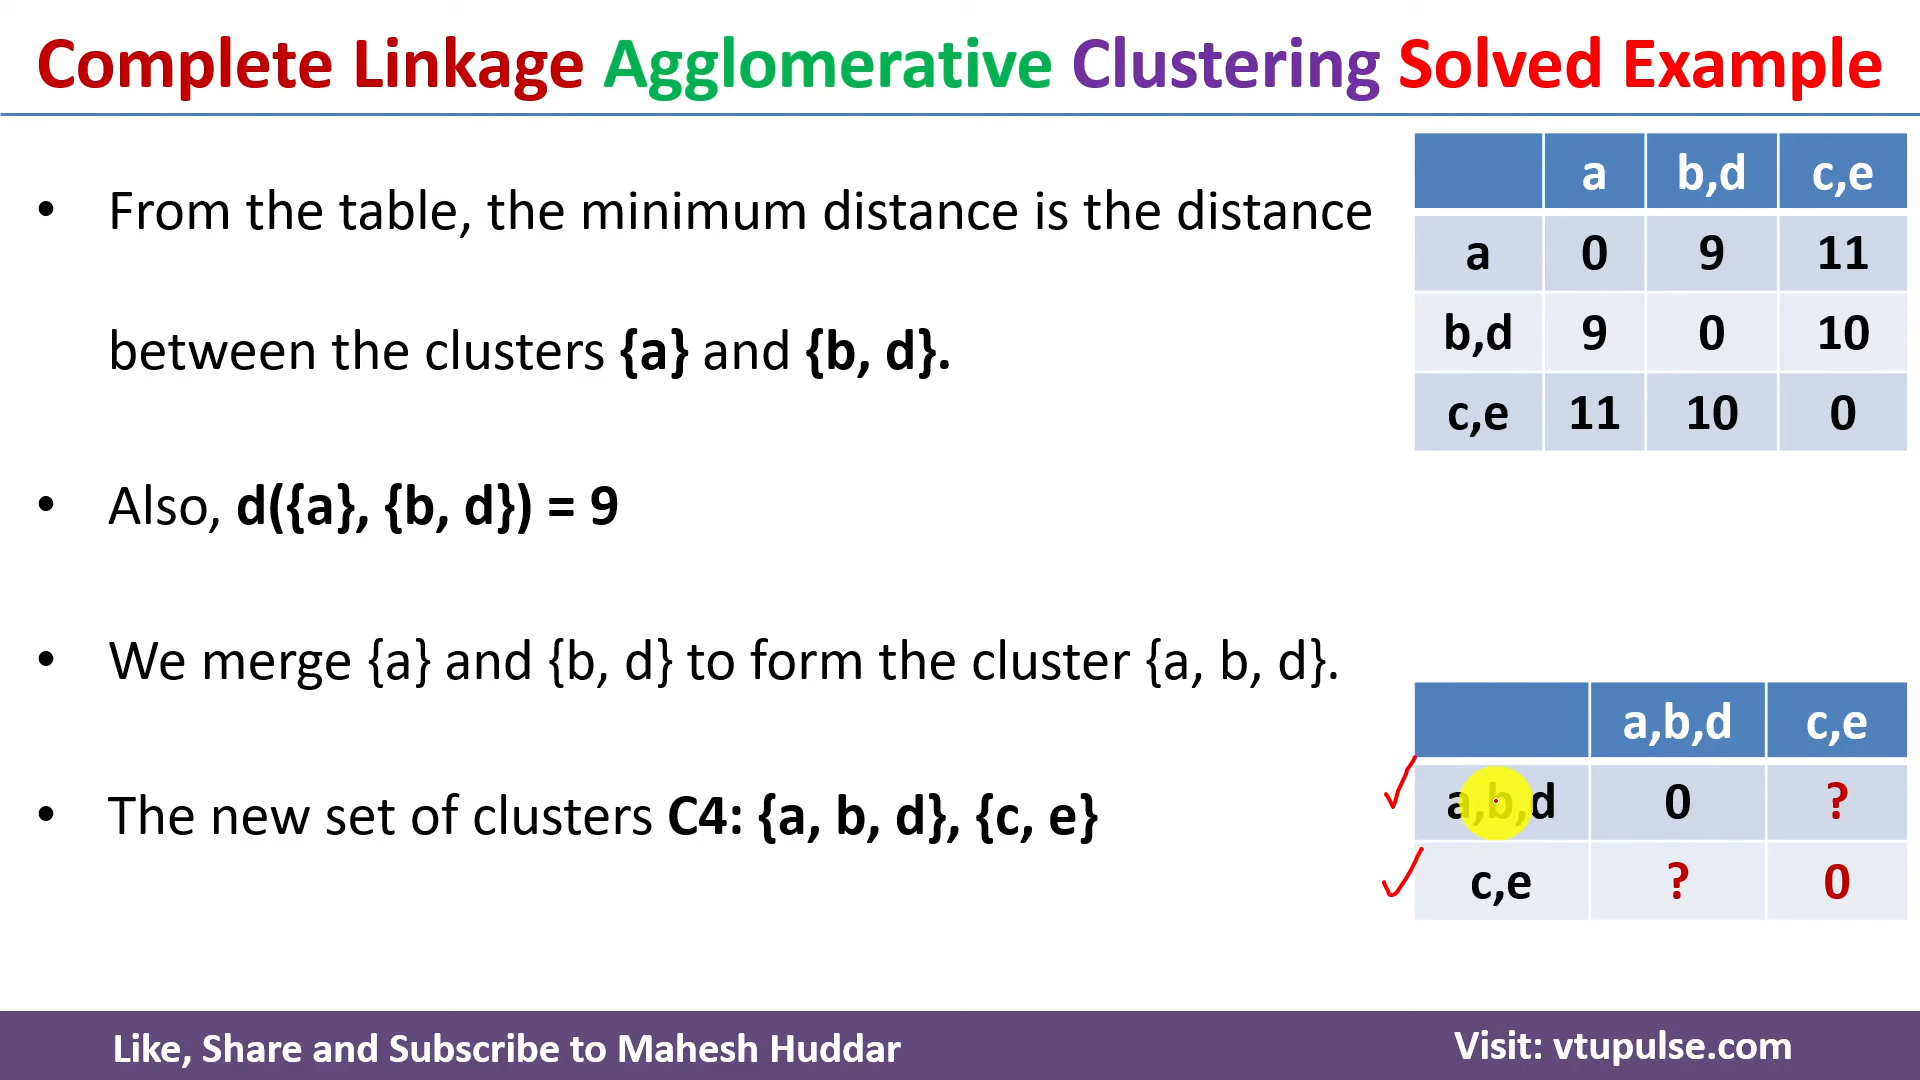 Complete Linkage Agglomerative Clustering Solved Example
• From the table, the minimum distance is the distance
between the clusters {a} and {b, d}.
• Also, d({a}, {b, d}) = 9
• We merge {a} and {b, d} to form the cluster {a, b, d}.
• The new set of clusters C4: {a, b, d}, {c, e}
a b,d c,e
a 0 9 11
b,d 9 0 10
c,e 11 10 0
a,b,d c,e
a,b,d 0 ?
c,e ? 0
Like, Share and Subscribe to Mahesh Huddar
Visit: vtupulse.com